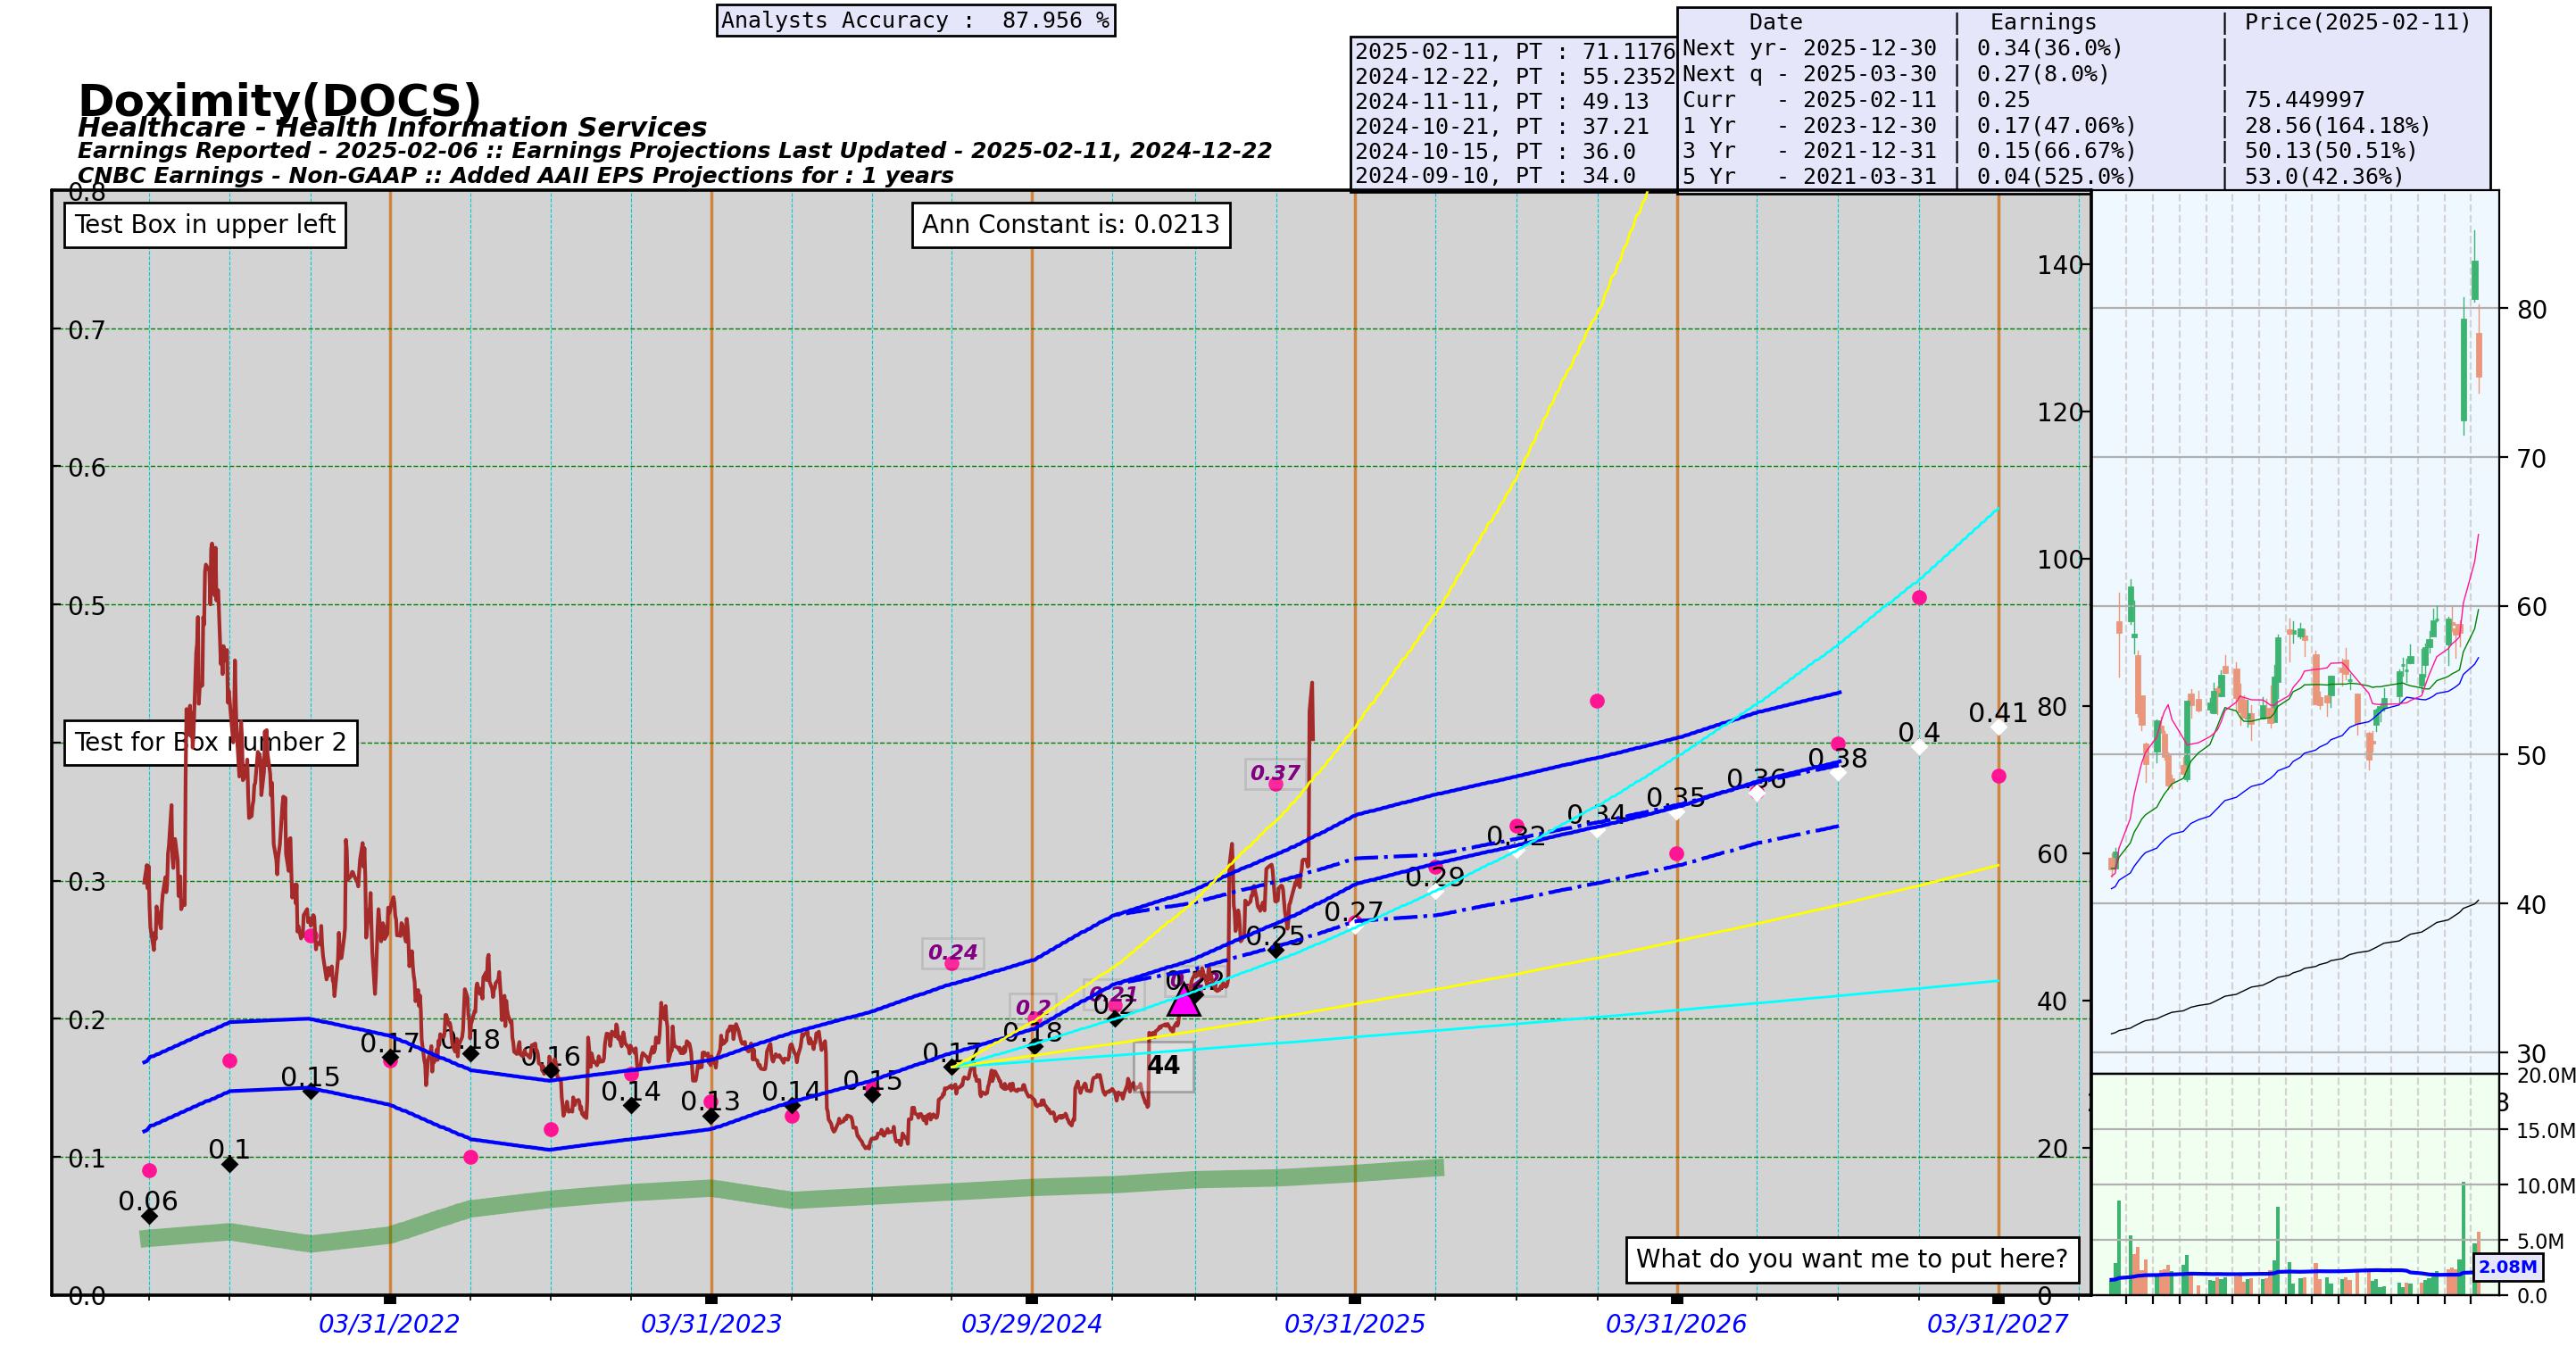 Analysts Accuracy :  87.956 %
Date | Earnings | Price(2025-02-11)
Next yr- 2025-12-30 | 0.34(36.0%) |
Next q - 2025-03-30 | 0.27(8.0%) |
Curr   - 2025-02-11 | 0.25 | 75.449997
1 Yr   - 2023-12-30 | 0.17(47.06%) | 28.56(164.18%)
3 Yr   - 2021-12-31 | 0.15(66.67%) | 50.13(50.51%)
5 Yr   - 2021-03-31 | 0.04(525.0%) | 53.0(42.36%)
2025-02-11, PT : 71.1176
2024-12-22, PT : 55.2352
2024-11-11, PT : 49.13
2024-10-21, PT : 37.21
2024-10-15, PT : 36.0
2024-09-10, PT : 34.0
Doximity(DOCS)
Healthcare - Health Information Services
Earnings Reported - 2025-02-06 :: Earnings Projections Last Updated - 2025-02-11, 2024-12-22
CNBC Earnings - Non-GAAP :: Added AAII EPS Projections for : 1 years
Test Box in upper left
Ann Constant is: 0.0213
Test for Box number 2
What do you want me to put here?
0.8
0.7
0.6
0.5
0.3
0.2
0.1
0.0
140
120
100
80
60
40
20
0
80
70
60
50
40
30
20.0M
15.0M
10.0M
5.0M
0.0
2.08M
0.06
0.1
0.15
0.17
0.18
0.16
0.14
0.13
0.14
0.15
0.17
0.18
0.2
0.25
0.27
0.29
0.32
0.34
0.35
0.36
0.38
0.4
0.41
0.24
0.2
0.21
0.37
44
03/31/2022
03/31/2023
03/29/2024
03/31/2025
03/31/2026
03/31/2027